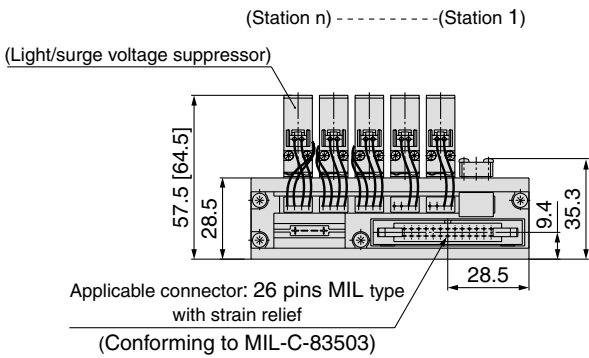 (Station n) - - - - - - - - - -(Station 1)
(Light/surge voltage suppressor)
57.5 [64.5]
28.5
9.4
35.3
28.5
Applicable connector: 26 pins MIL type
with strain relief
(Conforming to MIL-C-83503)